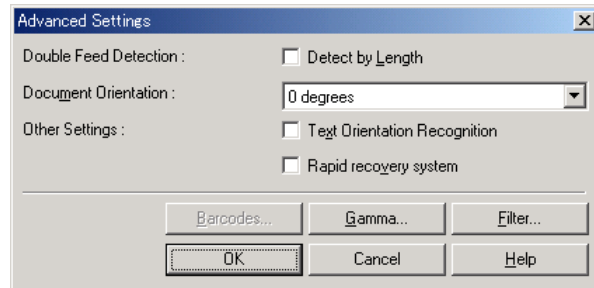 Advanced Settings
Double Feed Detection : Detect by Length
Document Orientation : 0 degrees
Other Settings : Text Orientation Recognition
Rapid recovery system
Barcodes... Gamma... Filter...
OK Cancel Help